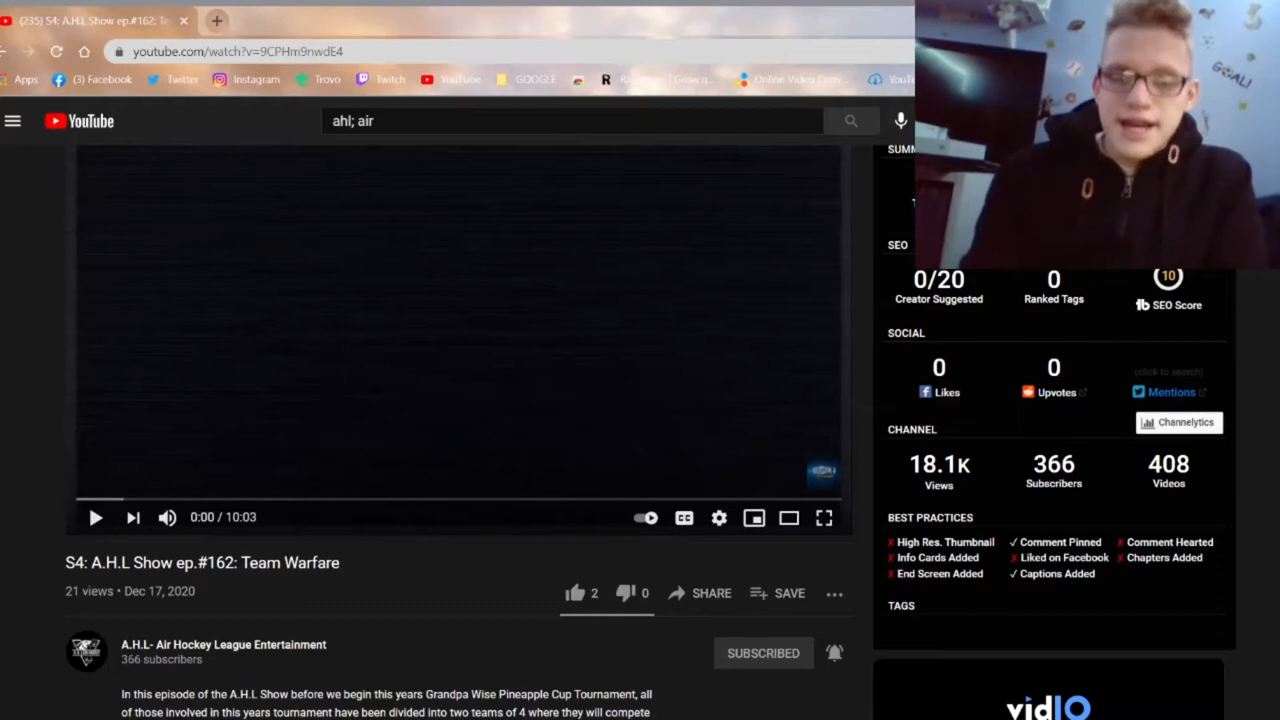 (235) S4: A.H.L Show ep.#162: Te
youtube.com/watch?v=9CPHm9nwdE4
Apps (3) Facebook Twitter Instagram Trovo Twitch YouTube GOOGLE R Online Video Conv...
YouTube
ahl; air
GOAL!
SUMM
SEO
0/20 0 10
Creator Suggested Ranked Tags tb SEO Score
SOCIAL
0 0 (click to search)
Likes Upvotes Mentions
Channelytics
CHANNEL
18.1K 366 408
Views Subscribers Videos
BEST PRACTICES
x High Res. Thumbnail ✓ Comment Pinned x Comment Hearted
x Info Cards Added x Liked on Facebook x Chapters Added
x End Screen Added ✓ Captions Added
TAGS
vidIQ
0:00 / 10:03
S4: A.H.L Show ep.#162: Team Warfare
21 views • Dec 17, 2020
2 0 SHARE SAVE ...
A.H.L- Air Hockey League Entertainment
366 subscribers
SUBSCRIBED
In this episode of the A.H.L Show before we begin this years Grandpa Wise Pineapple Cup Tournament, all
of those involved in this years tournament have been divided into two teams of 4 where they will compete